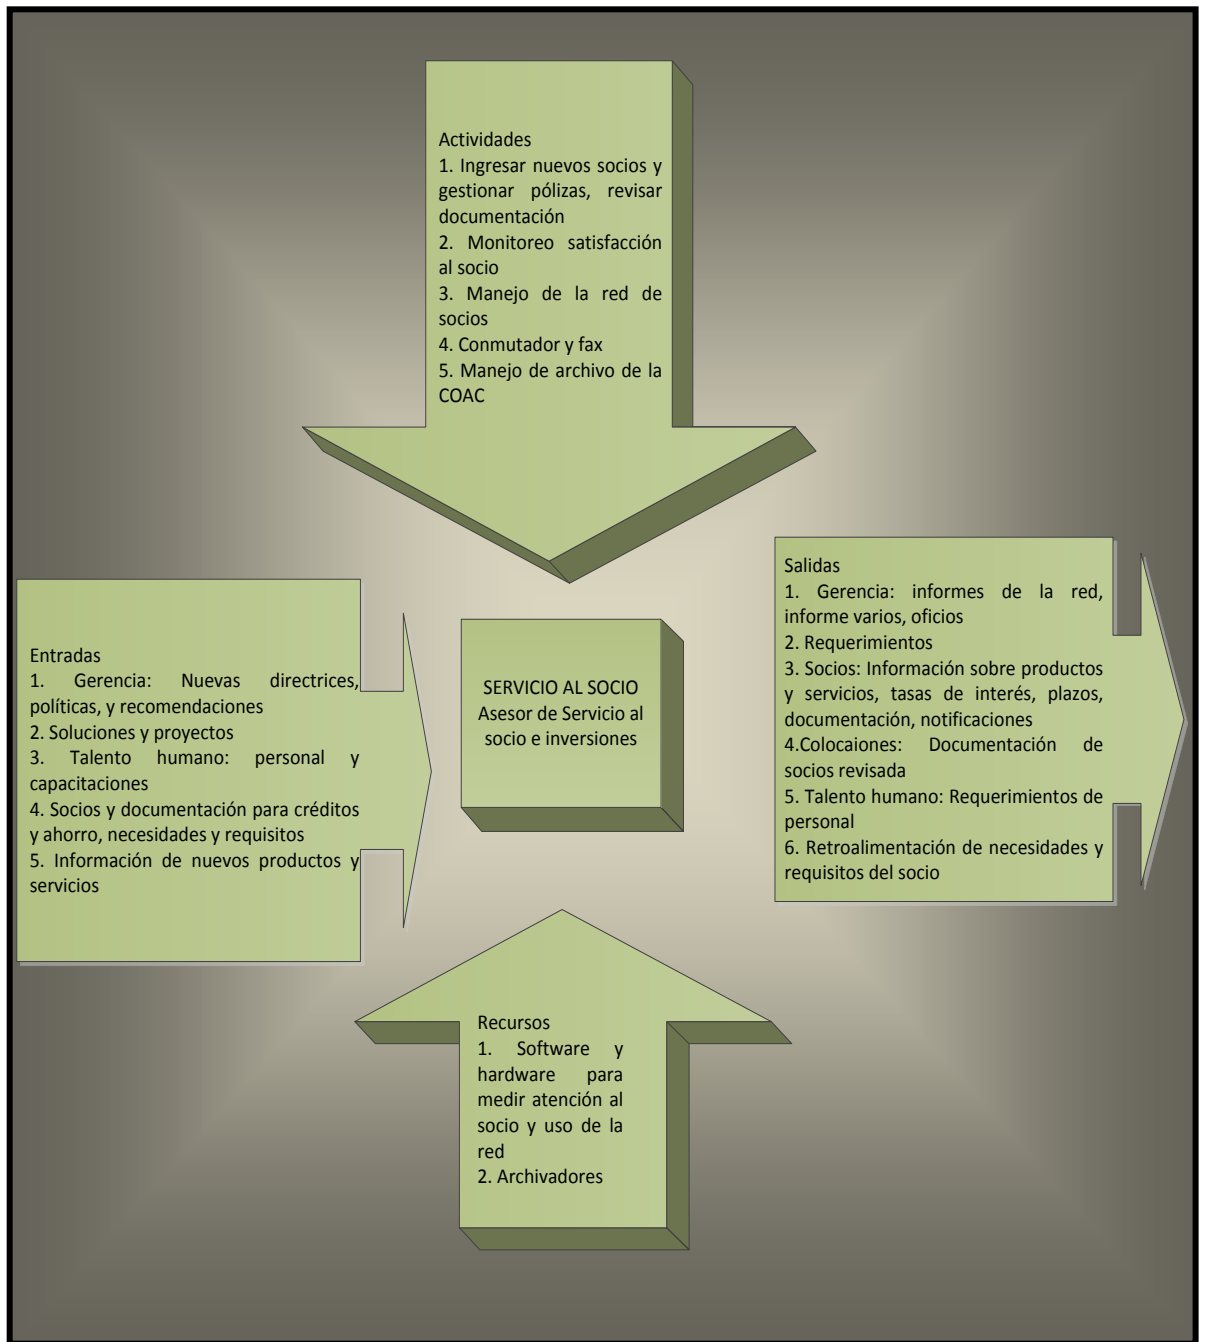 Actividades
1. Ingresar nuevos socios y
gestionar pólizas, revisar
documentación
2. Monitoreo satisfacción
al socio
3. Manejo de la red de
socios
4. Conmutador y fax
5. Manejo de archivo de la
COAC
Entradas
1. Gerencia: Nuevas directrices,
políticas, y recomendaciones
2. Soluciones y proyectos
3. Talento humano: personal y
capacitaciones
4. Socios y documentación para créditos
y ahorro, necesidades y requisitos
5. Información de nuevos productos y
servicios
SERVICIO AL SOCIO
Asesor de Servicio al
socio e inversiones
Salidas
1. Gerencia: informes de la red,
informe varios, oficios
2. Requerimientos
3. Socios: Información sobre productos
y servicios, tasas de interés, plazos,
documentación, notificaciones
4.Colocaiones: Documentación de
socios revisada
5. Talento humano: Requerimientos de
personal
6. Retroalimentación de necesidades y
requisitos del socio
Recursos
1. Software y
hardware para
medir atención al
socio y uso de la
red
2. Archivadores